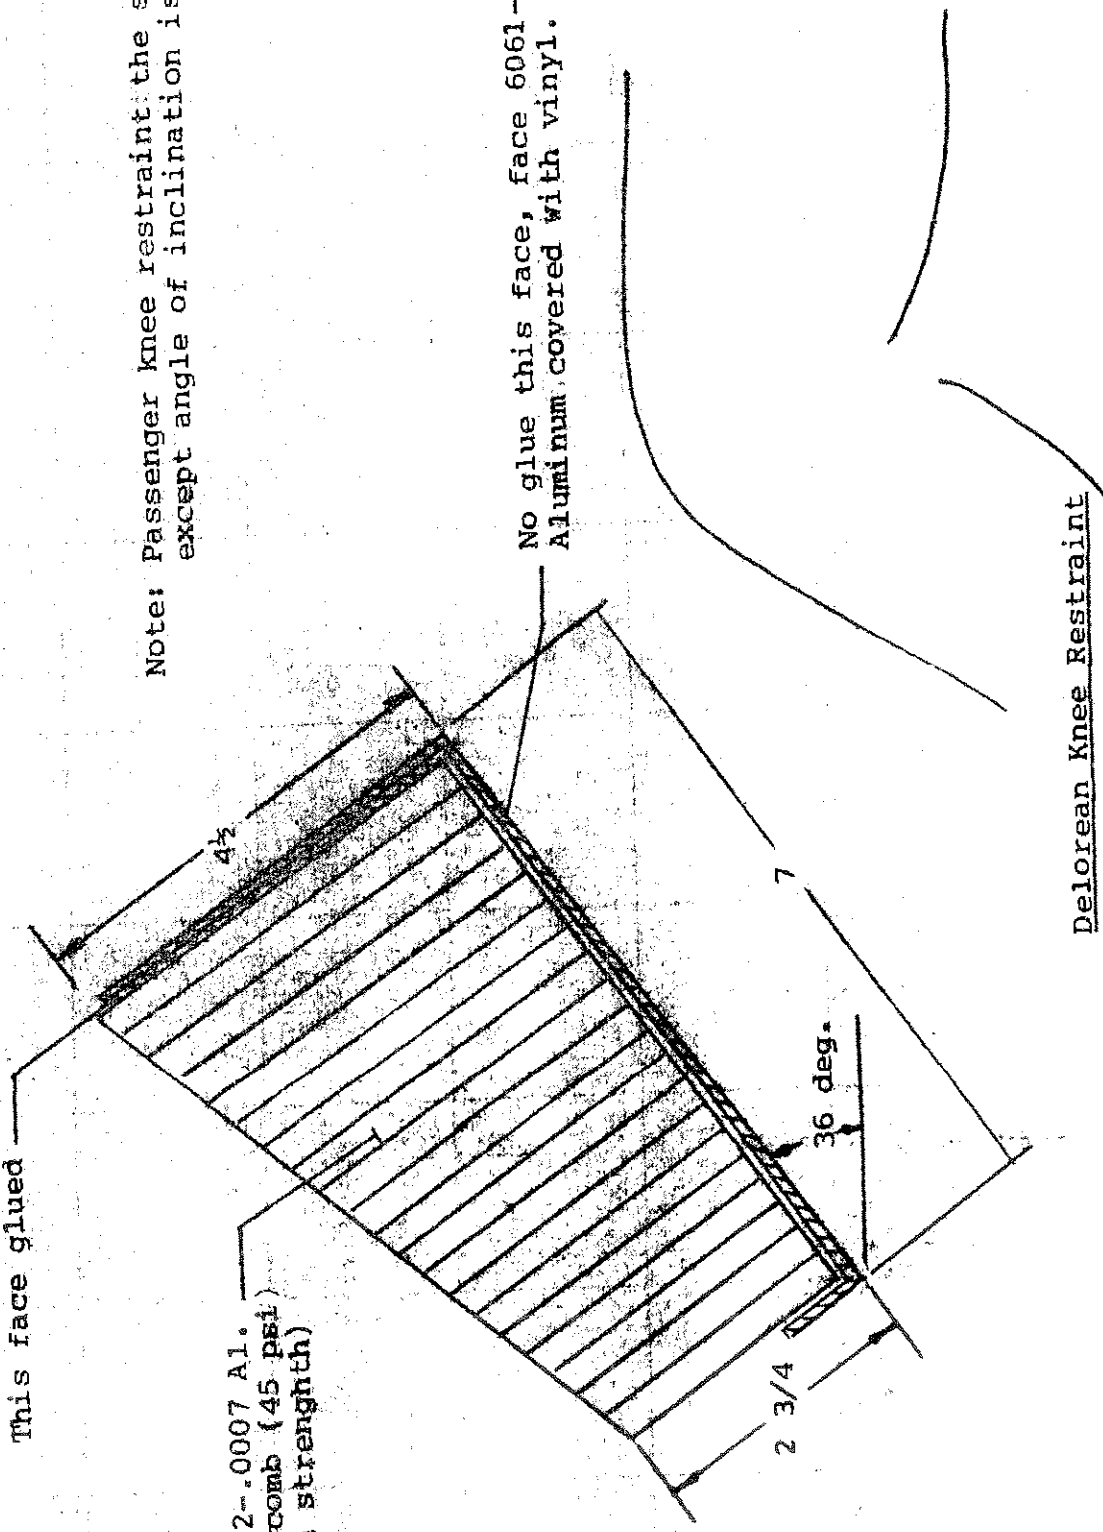 This face glued
Note: Passenger knee restraint the s
except angle of inclination is
4½
2-.0007 Al.
comb (45 psi)
strenghth)
No glue this face, face 6061-
Aluminum covered with vinyl.
7
36 deg.
2 3/4
Delorean Knee Restraint